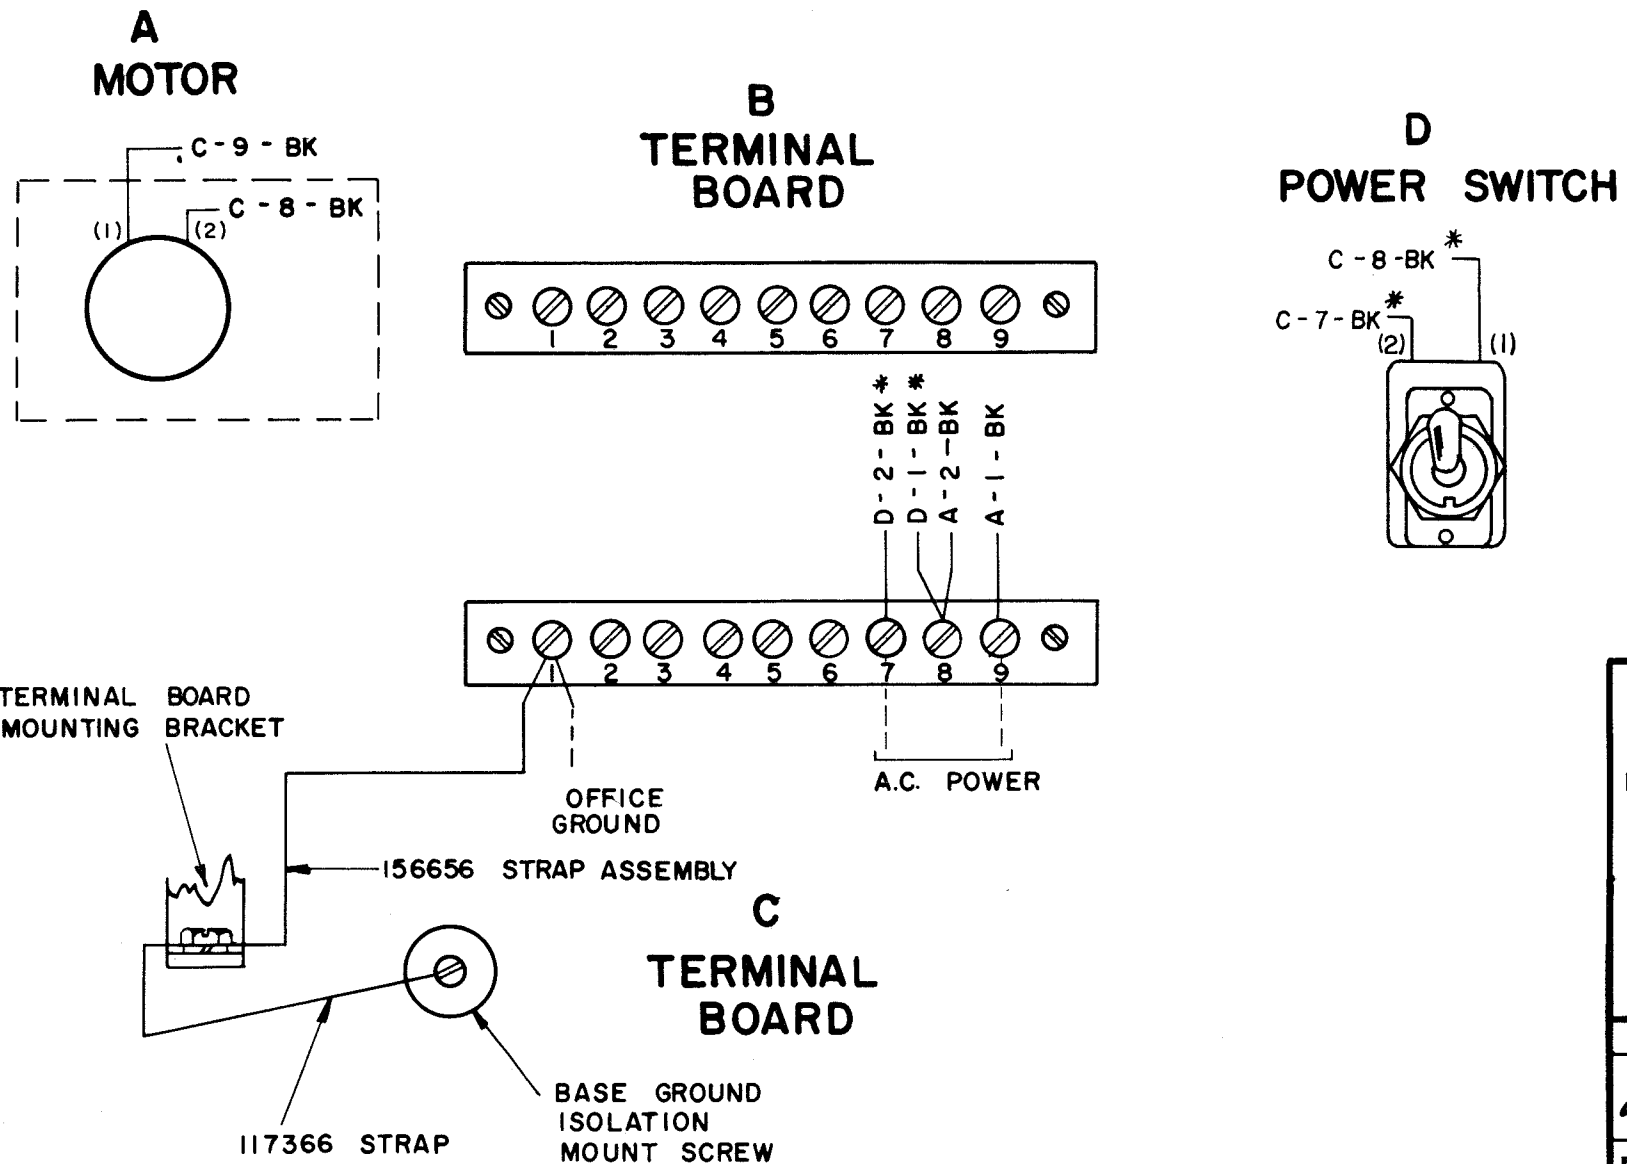 A
MOTOR
C-9-BK
C-8-BK
(1)
(2)
B
TERMINAL
BOARD
1 2 3 4 5 6 7 8 9
D
POWER SWITCH
C-8-BK *
C-7-BK *
(2)
(1)
D-2-BK *
D-1-BK *
A-2-BK
A-1-BK
1 2 3 4 5 6 7 8 9
TERMINAL BOARD
MOUNTING BRACKET
OFFICE
GROUND
A.C. POWER
156656 STRAP ASSEMBLY
C
TERMINAL
BOARD
117366 STRAP
BASE GROUND
ISOLATION
MOUNT SCREW